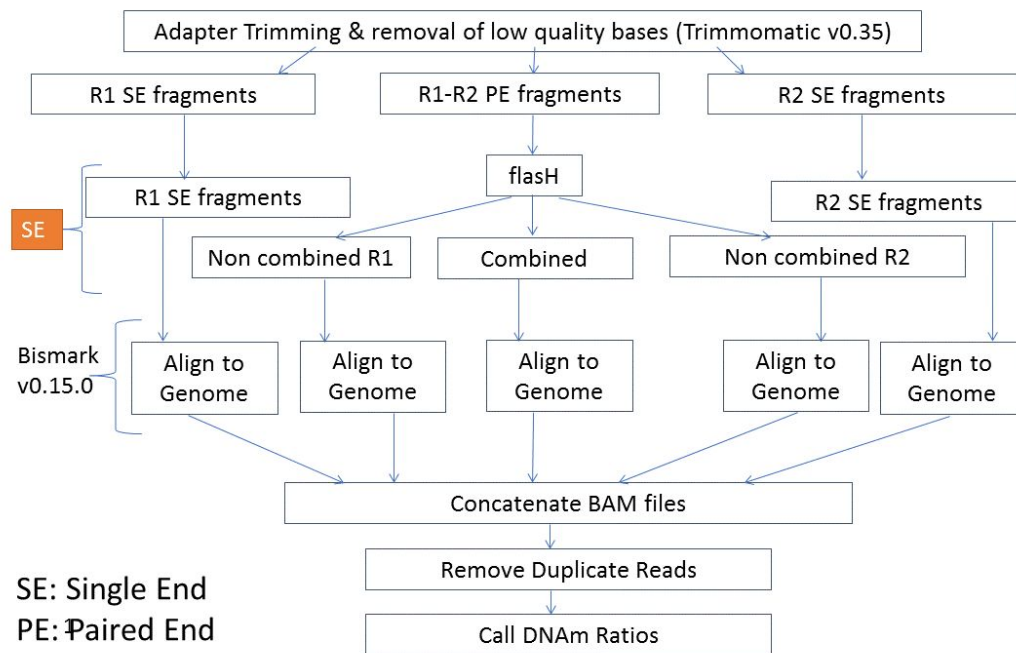 Adapter Trimming & removal of low quality bases (Trimmomatic v0.35)
R1 SE fragments
R1-R2 PE fragments
R2 SE fragments
flasH
R1 SE fragments
R2 SE fragments
SE
Non combined R1
Combined
Non combined R2
Bismark
v0.15.0
Align to
Genome
Align to
Genome
Align to
Genome
Align to
Genome
Align to
Genome
Concatenate BAM files
Remove Duplicate Reads
Call DNAm Ratios
SE: Single End
PE: Paired End